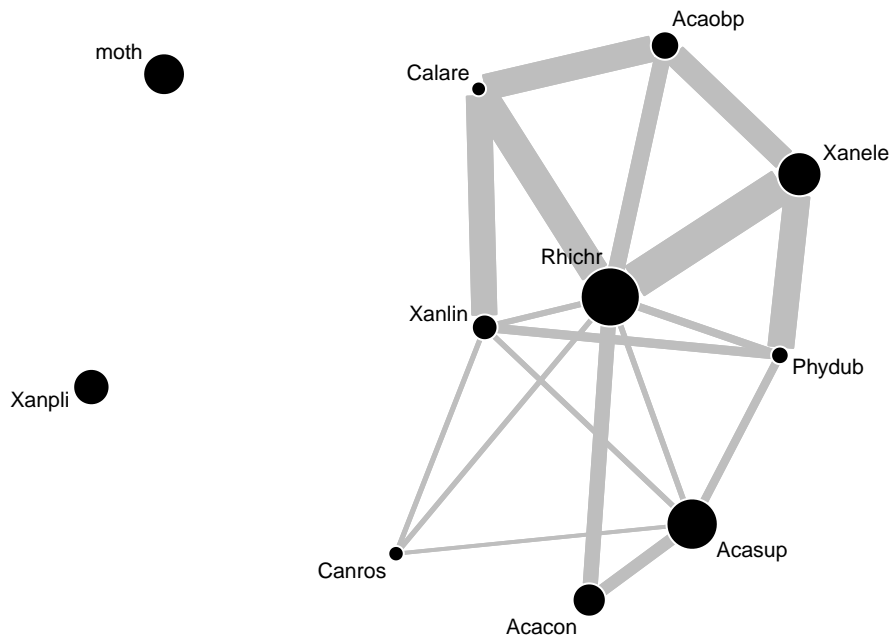 Acaobp
moth
Calare
Xanele
Rhichr
Xanlin
Phydub
Xanpli
Acasup
Canros
Acacon